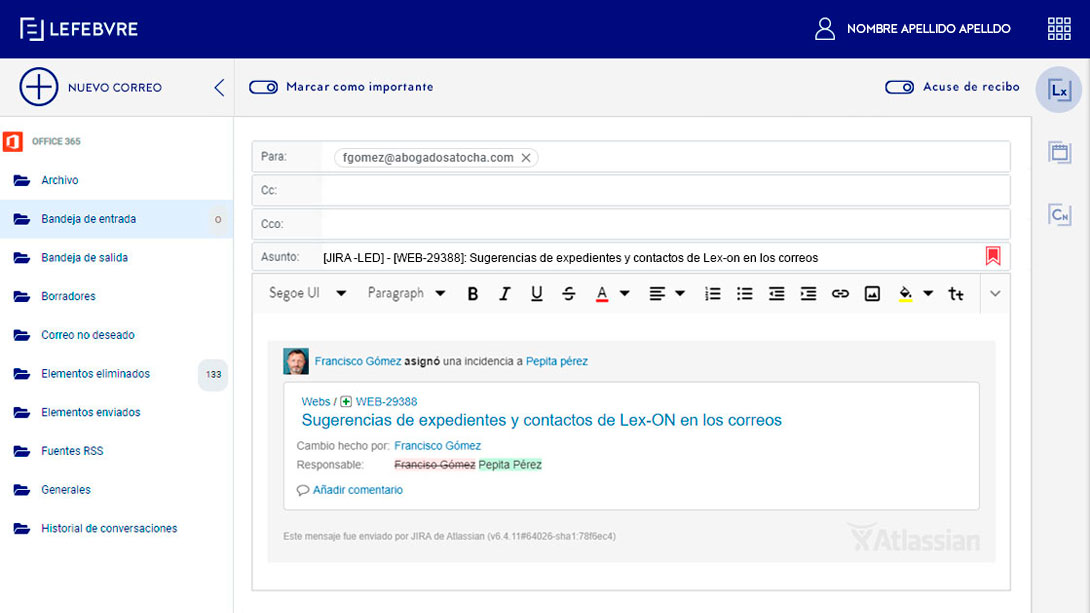 LEFEBVRE
NOMBRE APELLIDO APELLDO
NUEVO CORREO
Marcar como importante
Acuse de recibo
Lx
OFFICE 365
Archivo
Bandeja de entrada 0
Bandeja de salida
Borradores
Correo no deseado
Elementos eliminados 133
Elementos enviados
Fuentes RSS
Generales
Historial de conversaciones
CN
Para: fgomez@abogadosatocha.com
Cc:
Cco:
Asunto: [JIRA -LED] - [WEB-29388]: Sugerencias de expedientes y contactos de Lex-on en los correos
Segoe UI Paragraph B I U S A tt
Francisco Gómez asignó una incidencia a Pepita pérez
Webs / WEB-29388
Sugerencias de expedientes y contactos de Lex-ON en los correos
Cambio hecho por: Francisco Gómez
Responsable: Franciso Gómez Pepita Pérez
Añadir comentario
Este mensaje fue enviado por JIRA de Atlassian (v6.4.11#64026-sha1:78f6ec4)
Atlassian